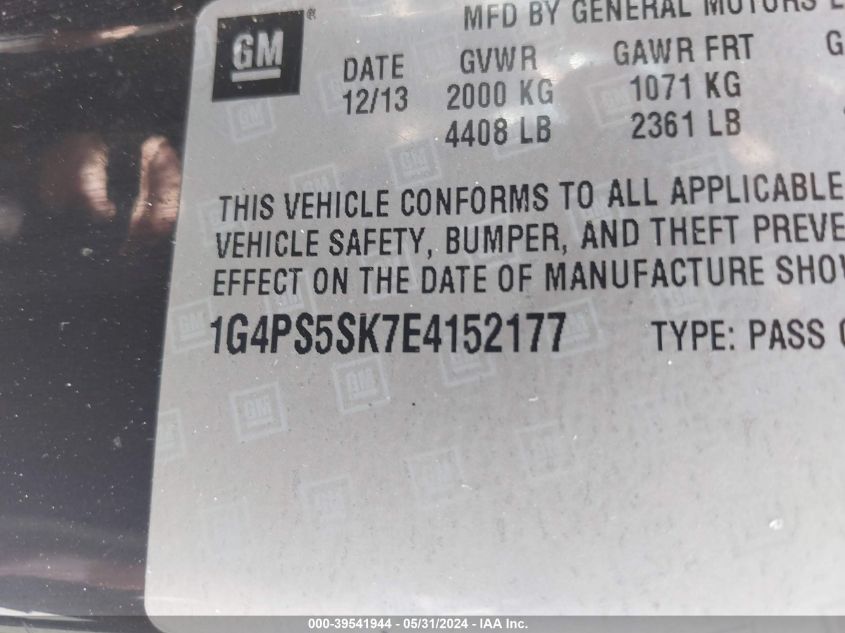 MFD BY GENERAL MOTORS L
GM ®
DATE GVWR GAWR FRT G
12/13 2000 KG 1071 KG
4408 LB 2361 LB
THIS VEHICLE CONFORMS TO ALL APPLICABLE
VEHICLE SAFETY, BUMPER, AND THEFT PREVE
EFFECT ON THE DATE OF MANUFACTURE SHOW
1G4PS5SK7E4152177 TYPE: PASS C
000-39541944 - 05/31/2024 - IAA Inc.